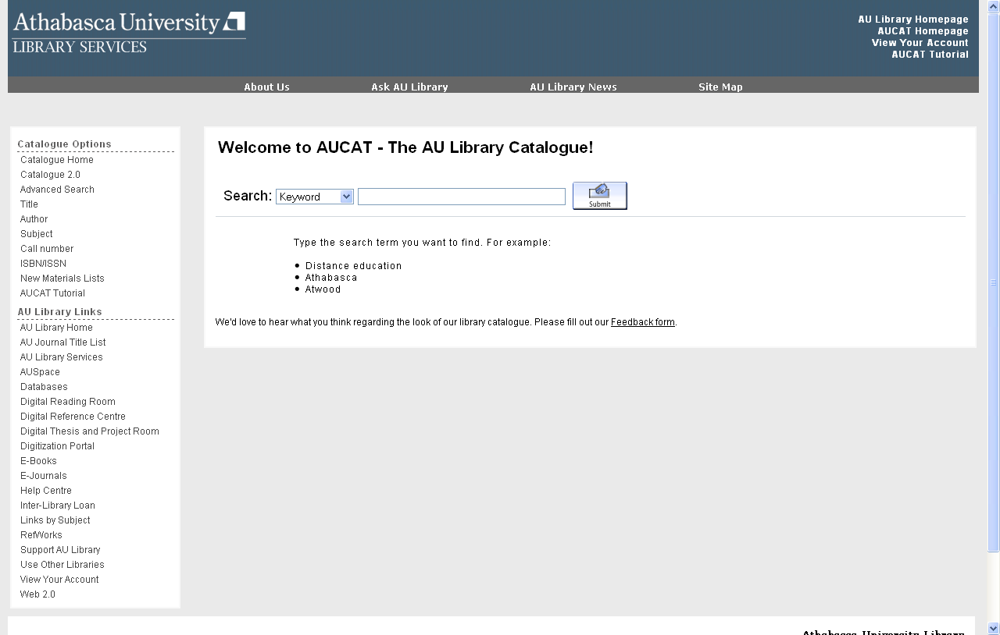 Athabasca University
LIBRARY SERVICES
AU Library Homepage
AUCAT Homepage
View Your Account
AUCAT Tutorial
About Us
Ask AU Library
AU Library News
Site Map
Catalogue Options
Catalogue Home
Catalogue 2.0
Advanced Search
Title
Author
Subject
Call number
ISBN/ISSN
New Materials Lists
AUCAT Tutorial
AU Library Links
AU Library Home
AU Journal Title List
AU Library Services
AUSpace
Databases
Digital Reading Room
Digital Reference Centre
Digital Thesis and Project Room
Digitization Portal
E-Books
E-Journals
Help Centre
Inter-Library Loan
Links by Subject
RefWorks
Support AU Library
Use Other Libraries
View Your Account
Web 2.0
Welcome to AUCAT - The AU Library Catalogue!
Search: Keyword Submit
Type the search term you want to find. For example:
• Distance education
• Athabasca
• Atwood
We'd love to hear what you think regarding the look of our library catalogue. Please fill out our Feedback form.
Athabasca University Library